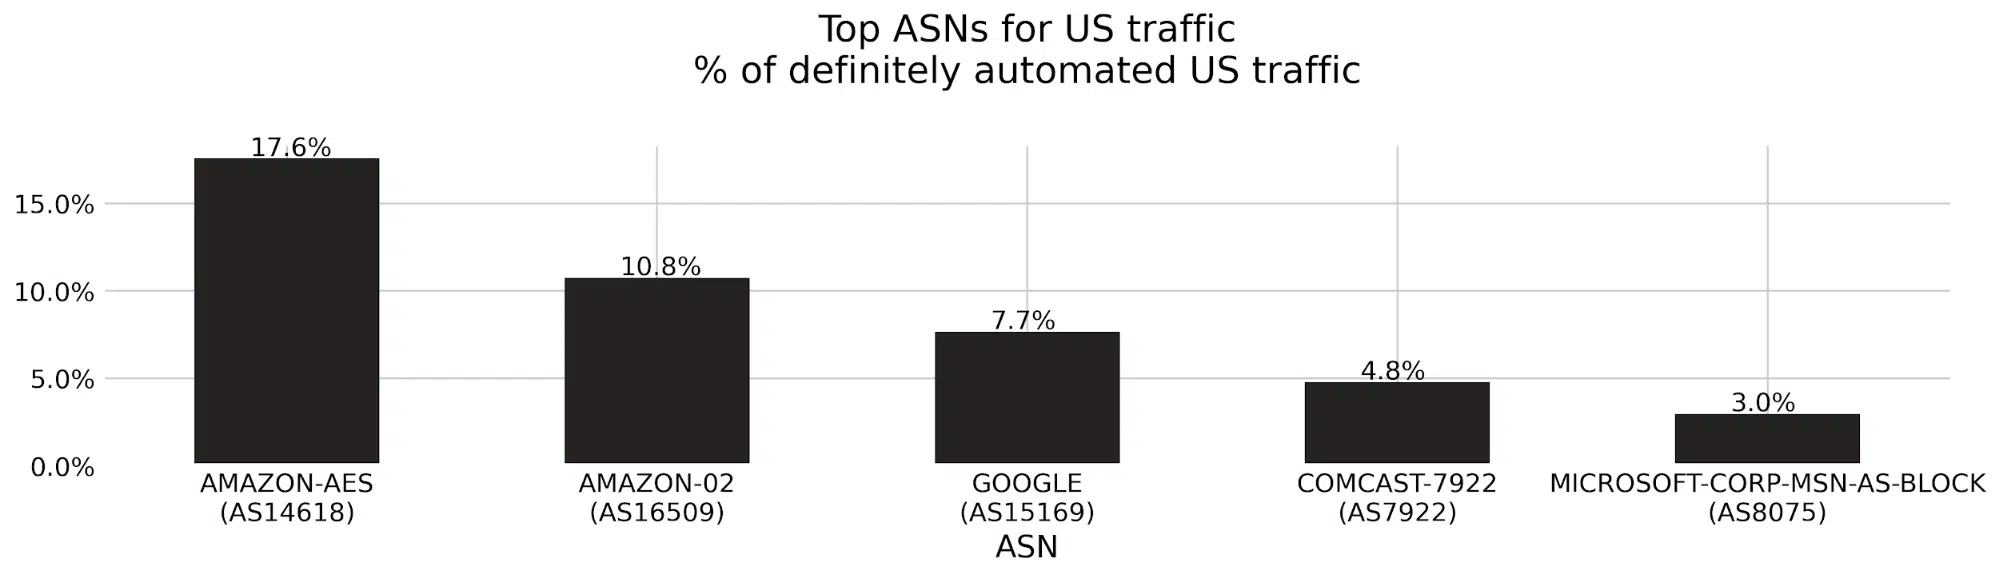 Top ASNs for US traffic
% of definitely automated US traffic
17.6%
15.0%
10.8%
10.0%
7.7%
5.0%
4.8%
3.0%
0.0%
AMAZON-AES
(AS14618)
AMAZON-02
(AS16509)
GOOGLE
(AS15169)
COMCAST-7922
(AS7922)
MICROSOFT-CORP-MSN-AS-BLOCK
(AS8075)
ASN